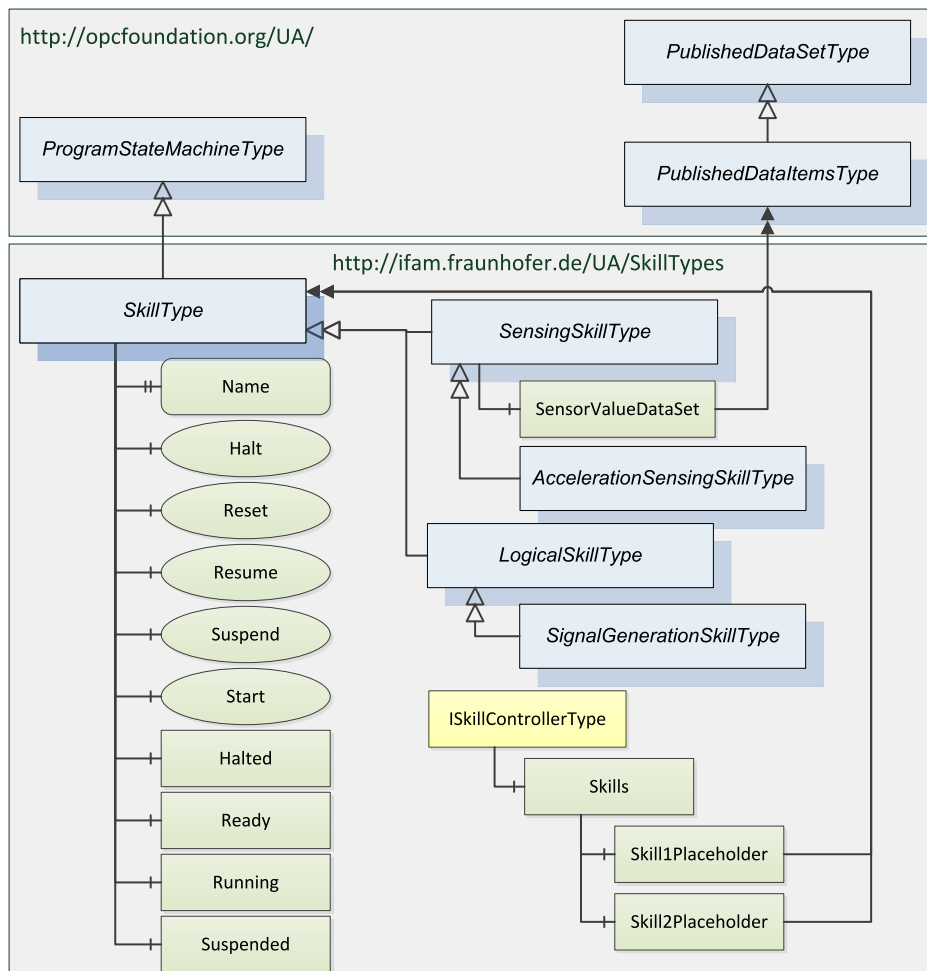 http://opcfoundation.org/UA/
PublishedDataSetType
ProgramStateMachineType
PublishedDataItemsType
http://ifam.fraunhofer.de/UA/SkillTypes
SkillType
SensingSkillType
Name
SensorValueDataSet
Halt
AccelerationSensingSkillType
Reset
LogicalSkillType
Resume
Suspend
SignalGenerationSkillType
Start
ISkillControllerType
Halted
Skills
Ready
Skill1Placeholder
Running
Skill2Placeholder
Suspended